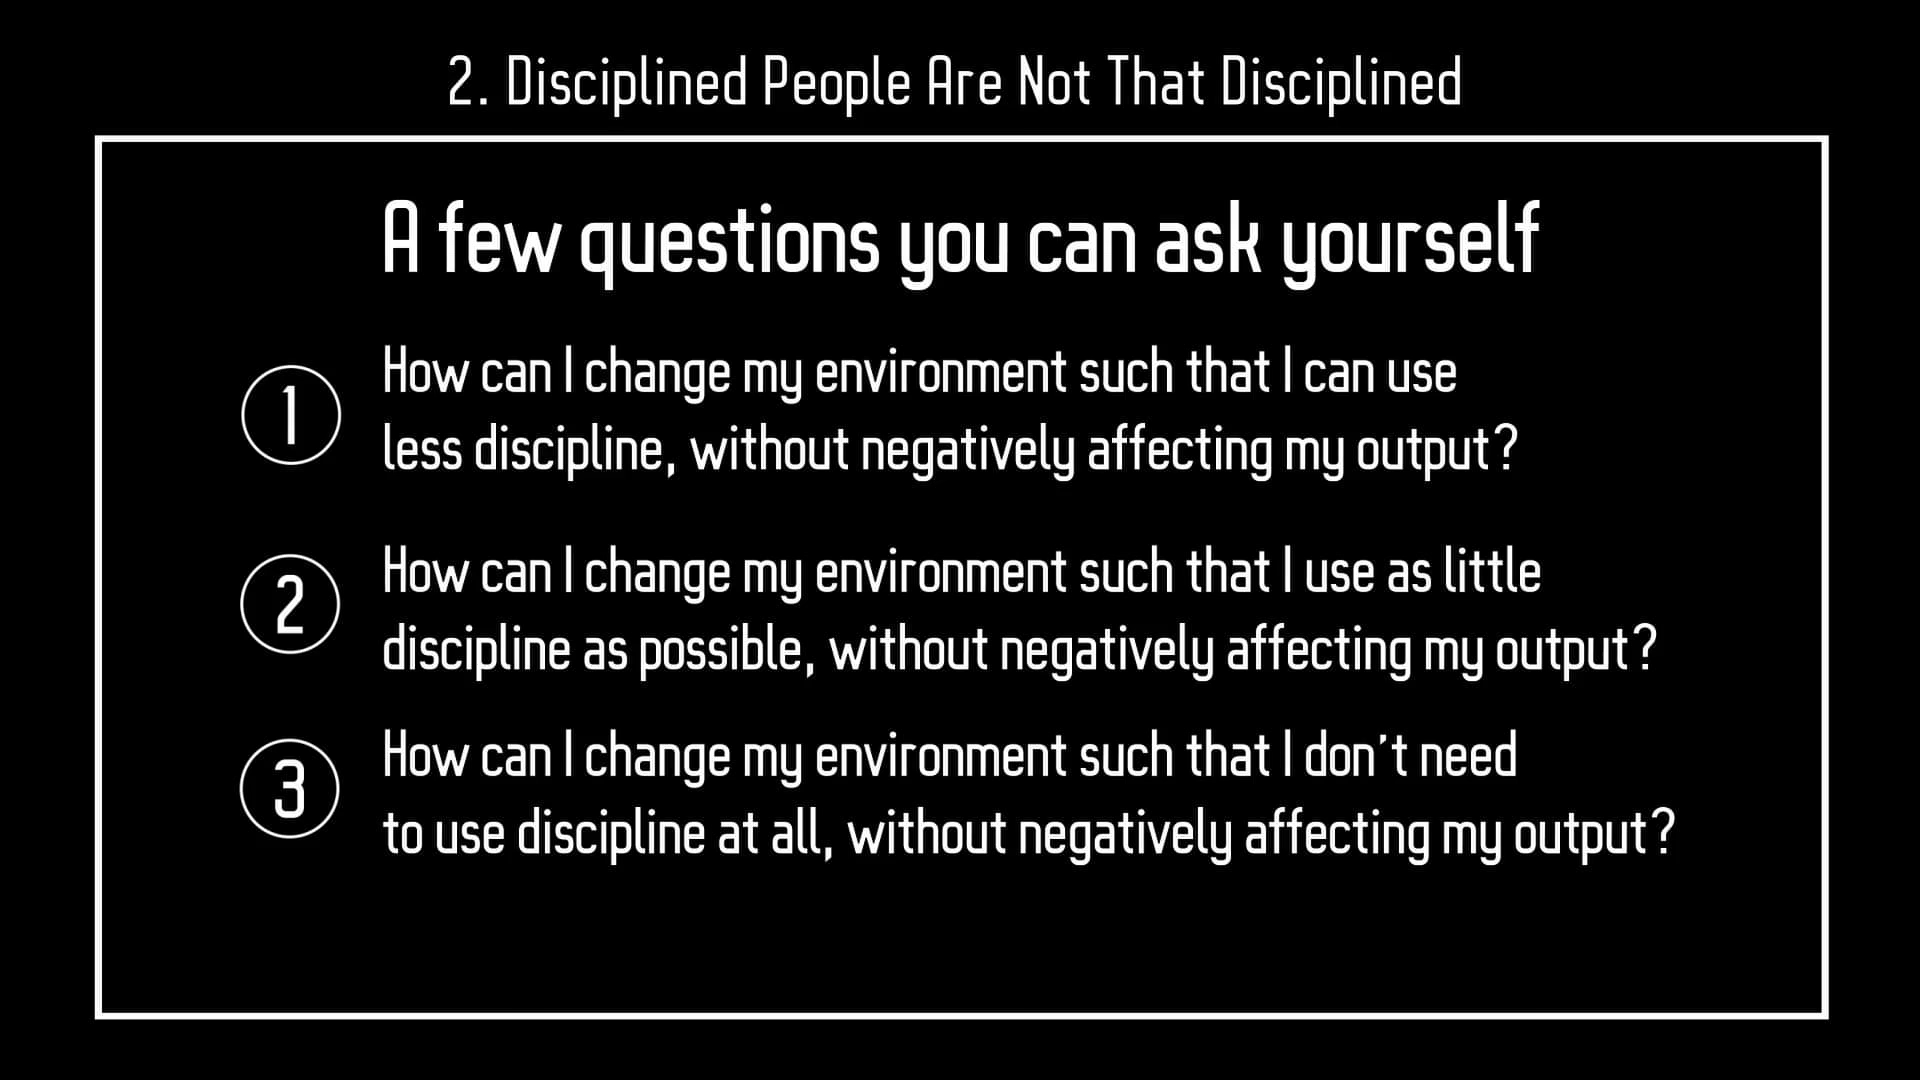 2. Disciplined People Are Not That Disciplined
A few questions you can ask yourself
1
How can I change my environment such that I can use
less discipline, without negatively affecting my output?
2
How can I change my environment such that I use as little
discipline as possible, without negatively affecting my output?
3
How can I change my environment such that I don't need
to use discipline at all, without negatively affecting my output?